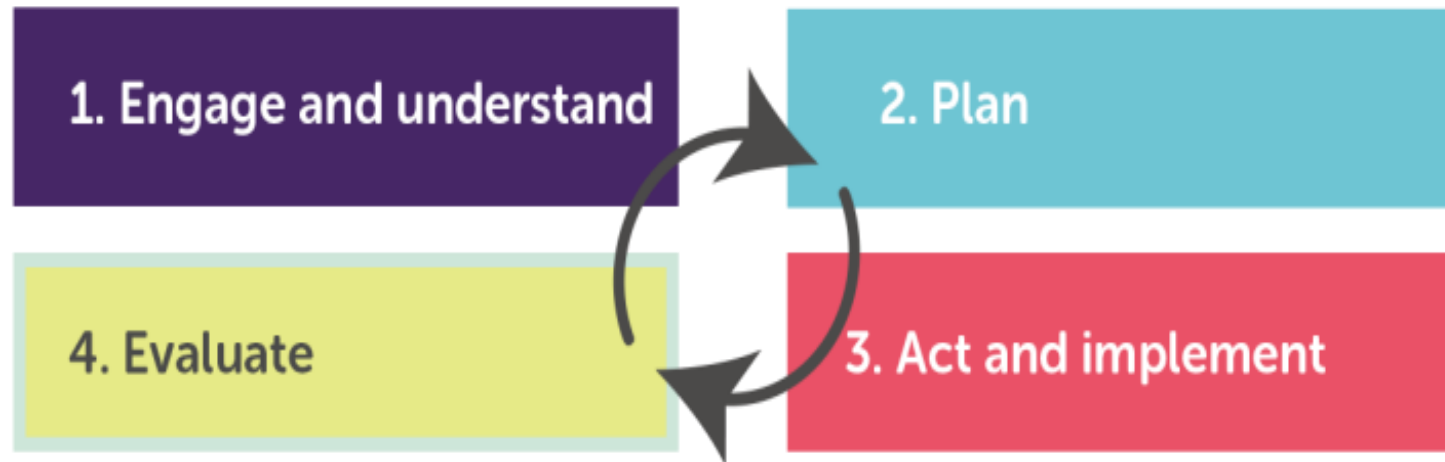 1. Engage and understand
2. Plan
4. Evaluate
3. Act and implement